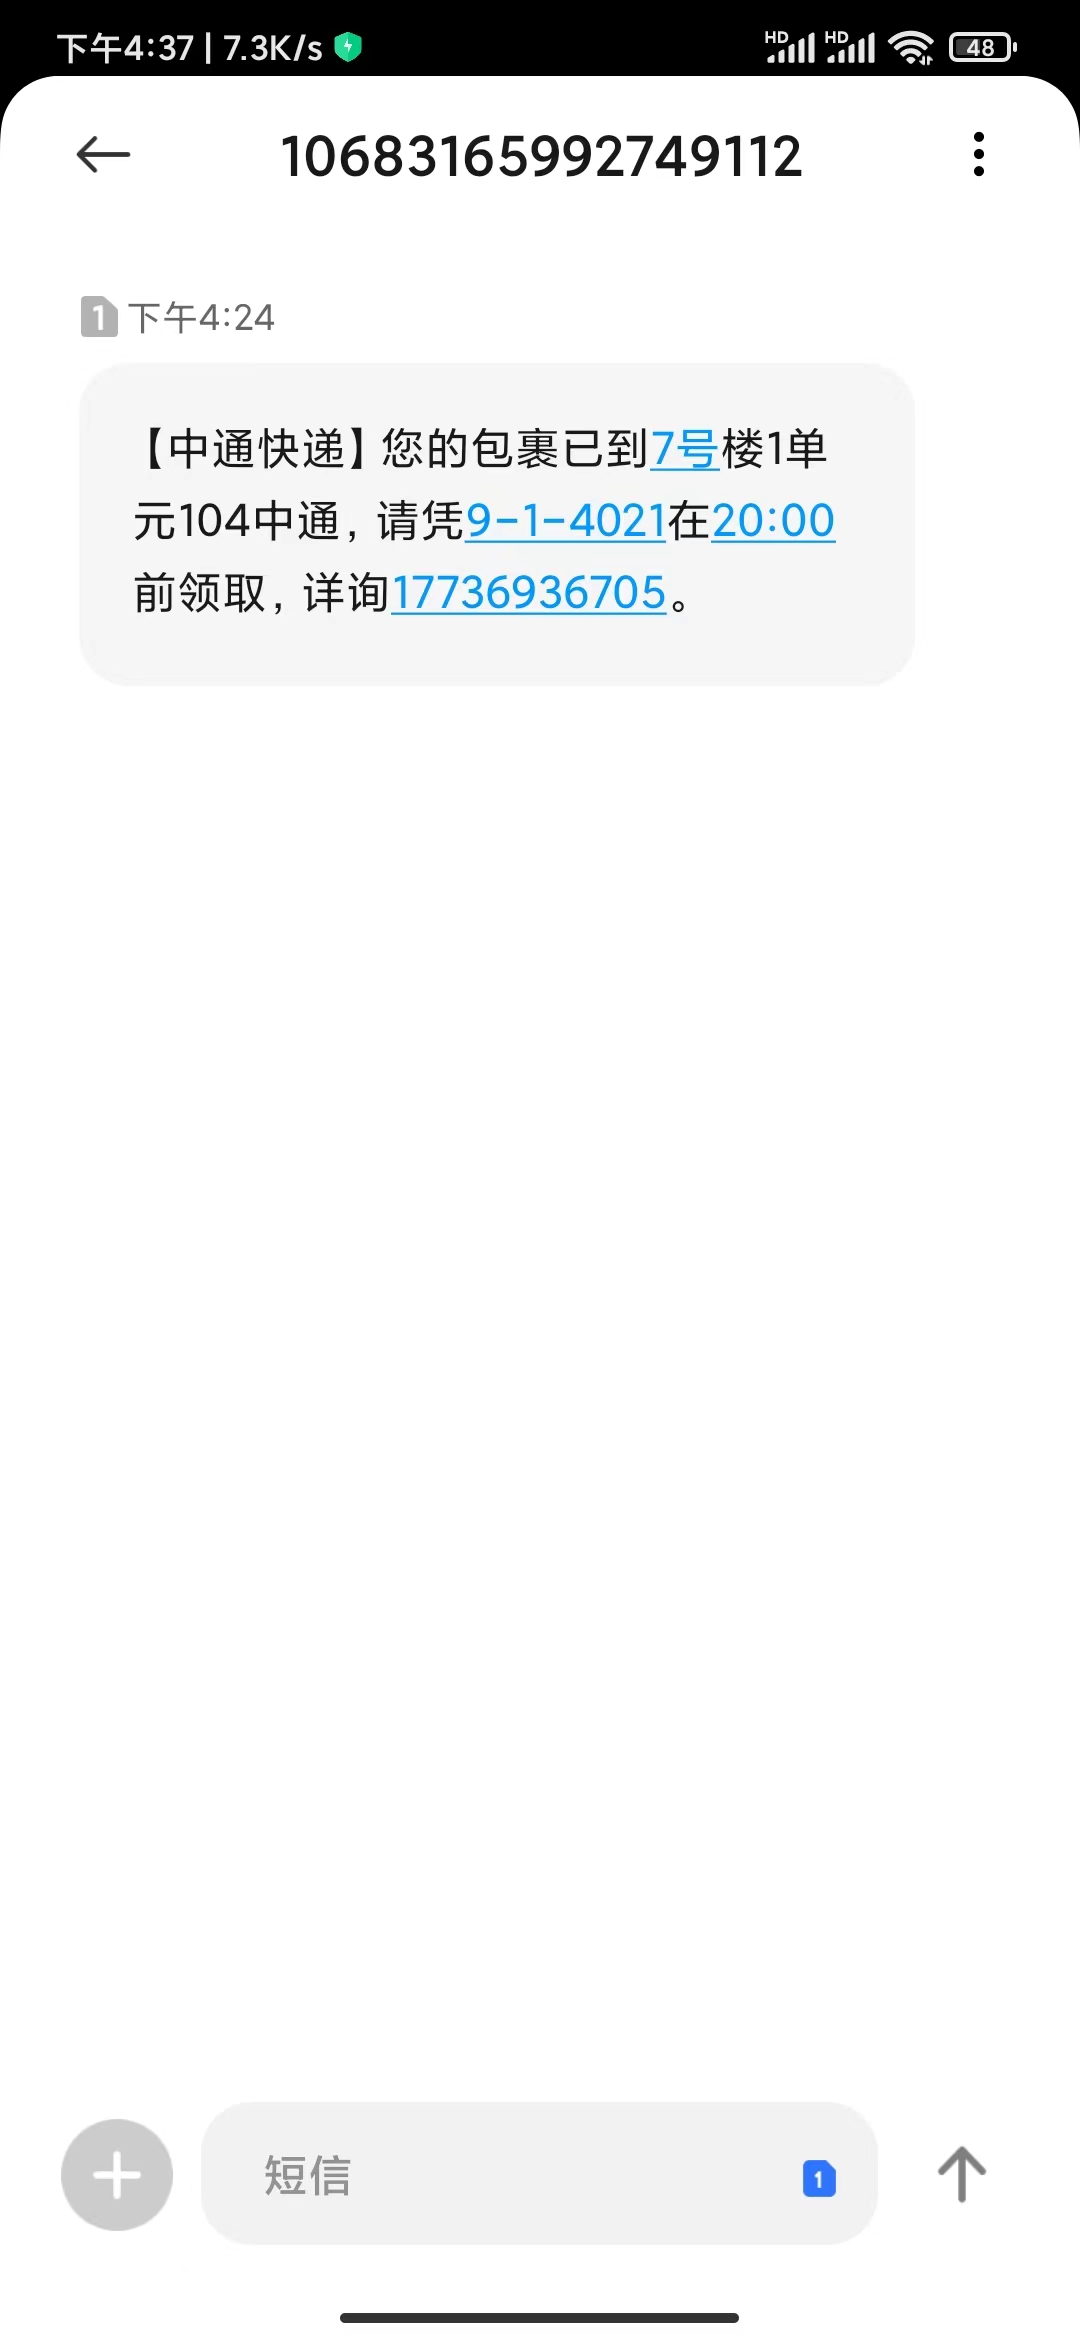 下午4:37 | 7.3K/s
HD HD 48
106831659927​49112
1 下午4:24
【中通快递】您的包裹已到7号楼1单
元104中通，请凭9-1-4021在20:00
前领取，详询17736936705。
短信 1